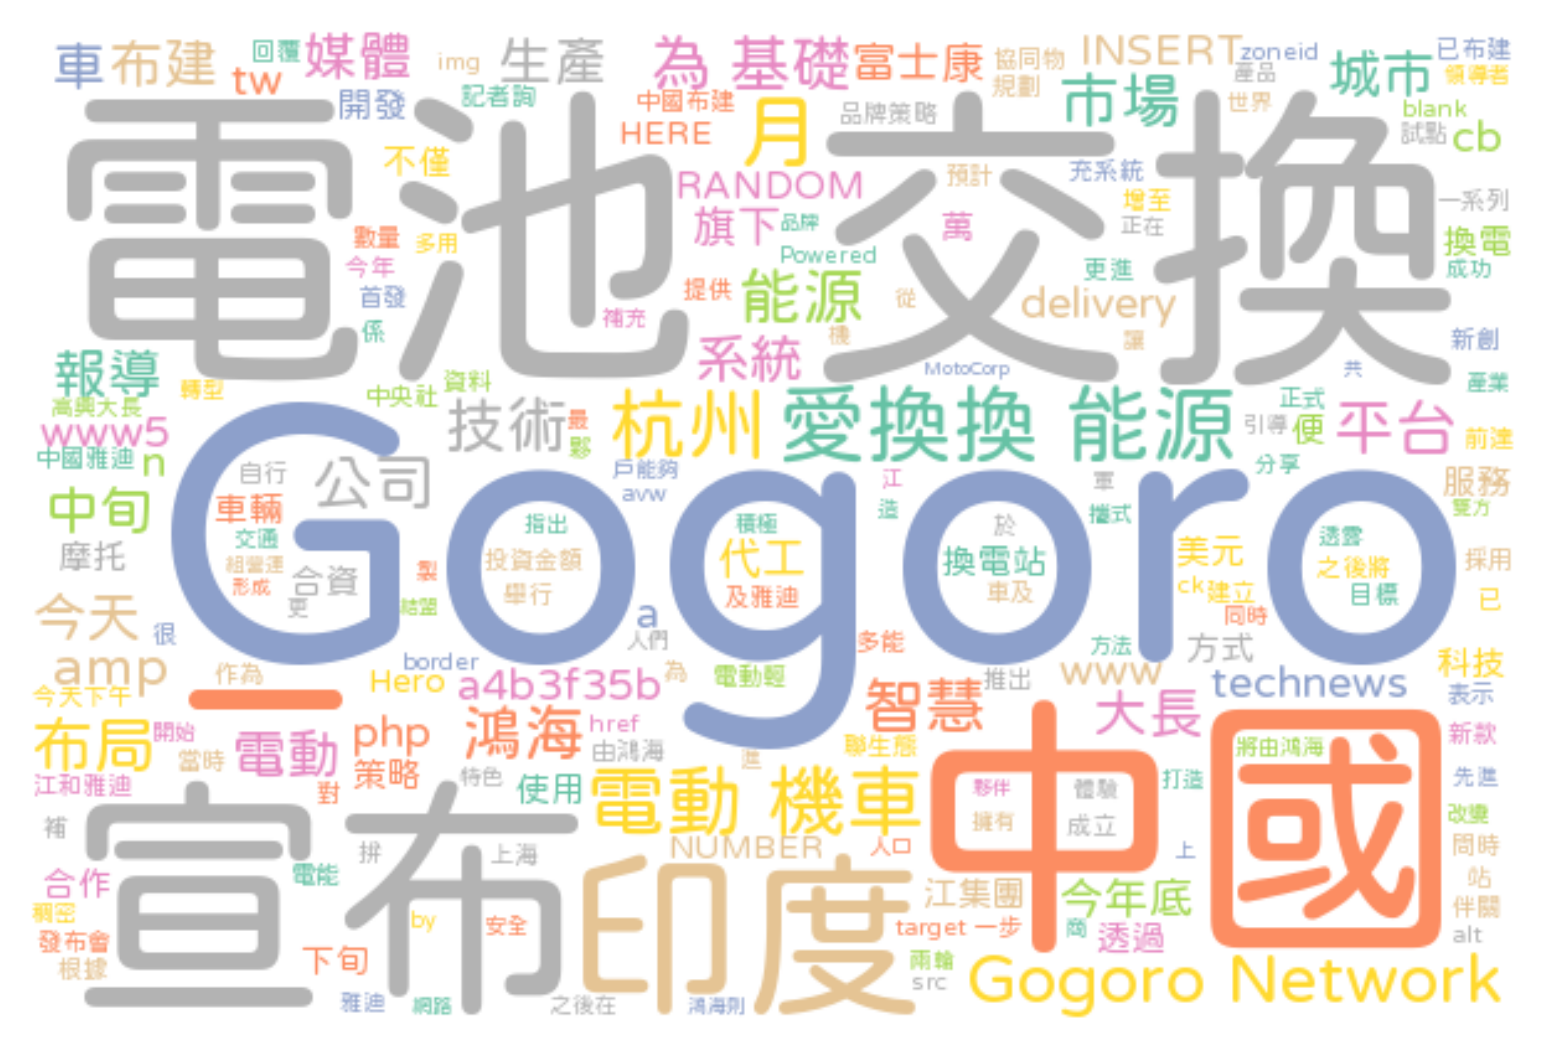 車 布建 回覆 媒體 img 生產 為 基礎 富士康 協同物 INSERT zoneid 城市 已布建
tw 記者詢 規劃 產品 領導者
開發 中國布建 月 品牌策略 市場 世界 blank
電池 交換
HERE 試點 cb
不僅 RANDOM 預計 充系統 增至 一系列
旗下 品牌 萬 正在 換電
數量 多用 Powered 更進 成功
今年 提供 能源 從 delivery
首發 補充
係 機 讓 新創
報導 系統 MotoCorp 共
轉型 中央社 資料 產業
高興大長 技術 最 杭州 愛換換 能源 正式 平台
www5 夥 引導 便 前達
中國雅迪 n 自行 公司 戶能夠 江 軍 分享 服務
Gogoro
中旬 車輛 avw 造 攜式 雙方
指出 積極 於 透露
摩托 交通 投資金額 代工 換電站 美元 之後將 採用
組營運 合資 製
形成 更 結盟 舉行 及雅迪 車及 ck 建立 目標 已
今天 很 a 同時
人們 多能 方法 方式
amp 作為 border 為 電動輕 推出 www 科技
今天下午 Hero a4b3f35b technews 表示
一 智慧 大長
布局 開始 電動 php 鴻海 href 中國 新款
當時 策略 由鴻海 進 聯生態 將由鴻海
江和雅迪 對 特色 使用 電動 機車 夥伴 體驗 打造 先進
補 宣布 擁有 成立 改變
拚 上海 NUMBER 人口 上 問時
合作 電能 印度 江集團 今年底 站
稠密 by 安全 target 一步 商 透過 伴關
發布會 下旬 兩輪 alt
根據 src Gogoro Network
雅迪 網路 之後在 鴻海則